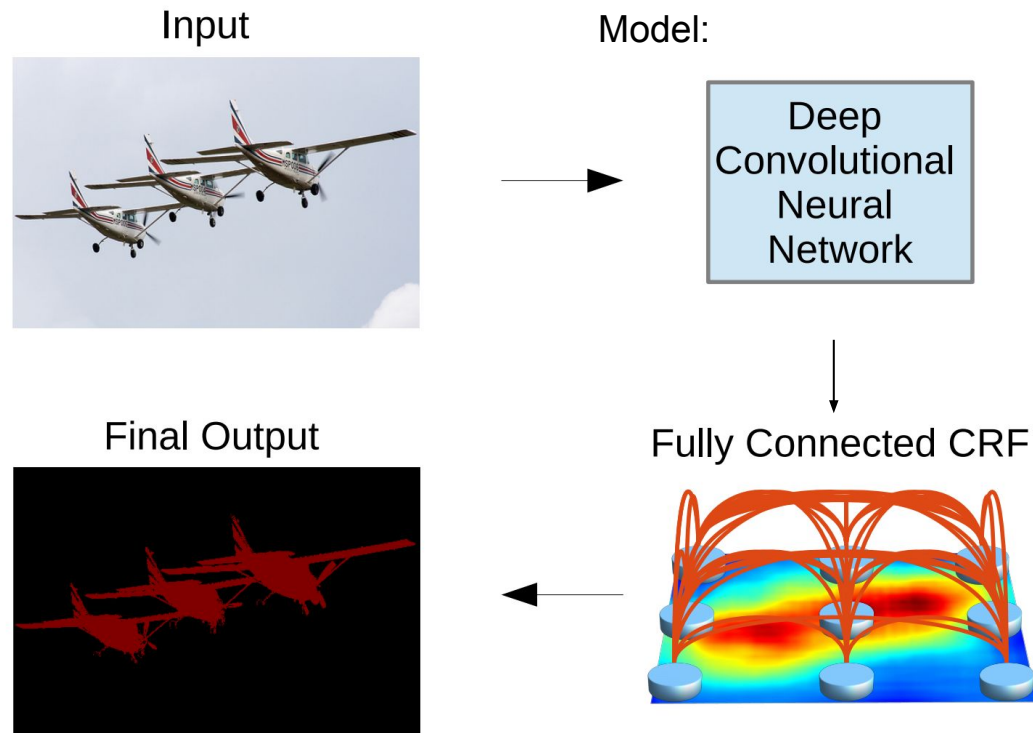 Input
Model:
Deep
Convolutional
Neural
Network
Final Output
Fully Connected CRF